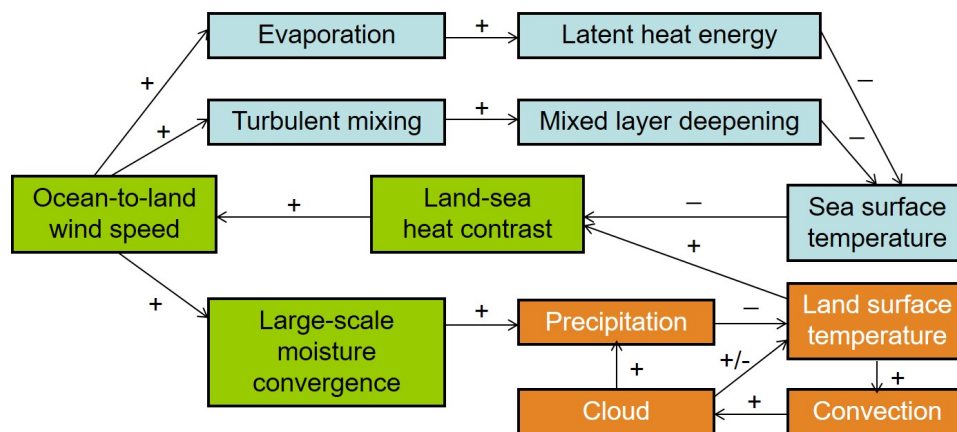 Evaporation
+
Latent heat energy
+
–
Turbulent mixing
+
Mixed layer deepening
+
–
Ocean-to-land
wind speed
+
Land-sea
heat contrast
–
Sea surface
temperature
+
+
Large-scale
moisture
convergence
+
Precipitation
–
Land surface
temperature
+/-
+
+
Cloud
+
Convection